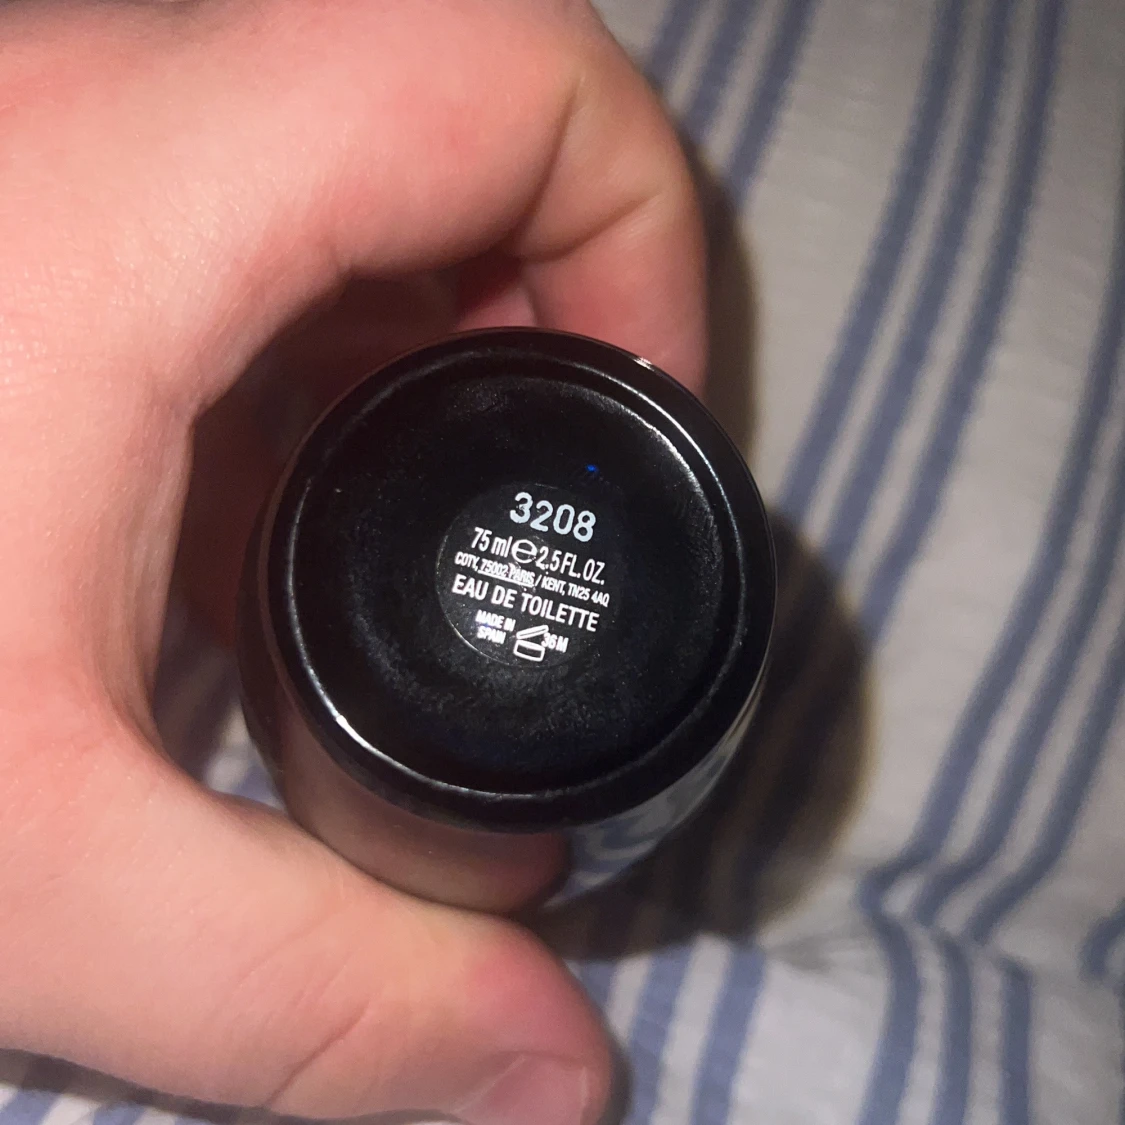 3208
75 ml ℮ 2.5 FL. OZ.
COTY, 75002 PARIS / KENT, TN25 4AQ
EAU DE TOILETTE
MADE IN
SPAIN
36 M